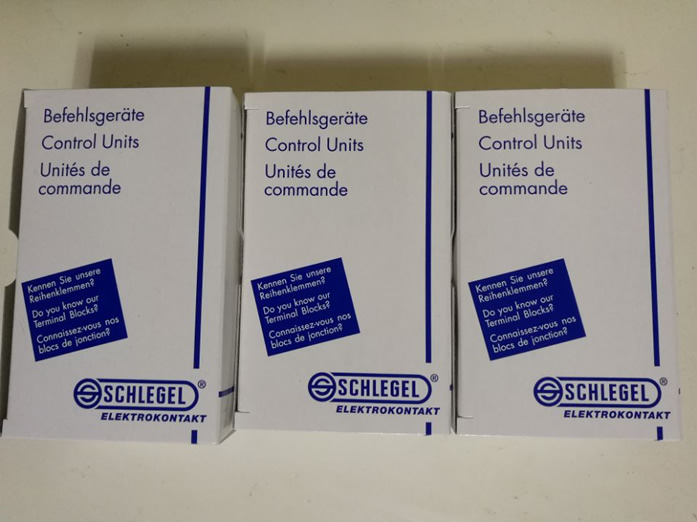 Befehlsgeräte
Control Units
Unités de
commande
Kennen Sie unsere
Reihenklemmen?
Do you know our
Terminal Blocks?
Connaissez-vous nos
blocs de jonction?
SCHLEGEL®
ELEKTROKONTAKT
Befehlsgeräte
Control Units
Unités de
commande
Kennen Sie unsere
Reihenklemmen?
Do you know our
Terminal Blocks?
Connaissez-vous nos
blocs de jonction?
SCHLEGEL®
ELEKTROKONTAKT
Befehlsgeräte
Control Units
Unités de
commande
Kennen Sie unsere
Reihenklemmen?
Do you know our
Terminal Blocks?
Connaissez-vous nos
blocs de jonction?
SCHLEGEL®
ELEKTROKONTAKT